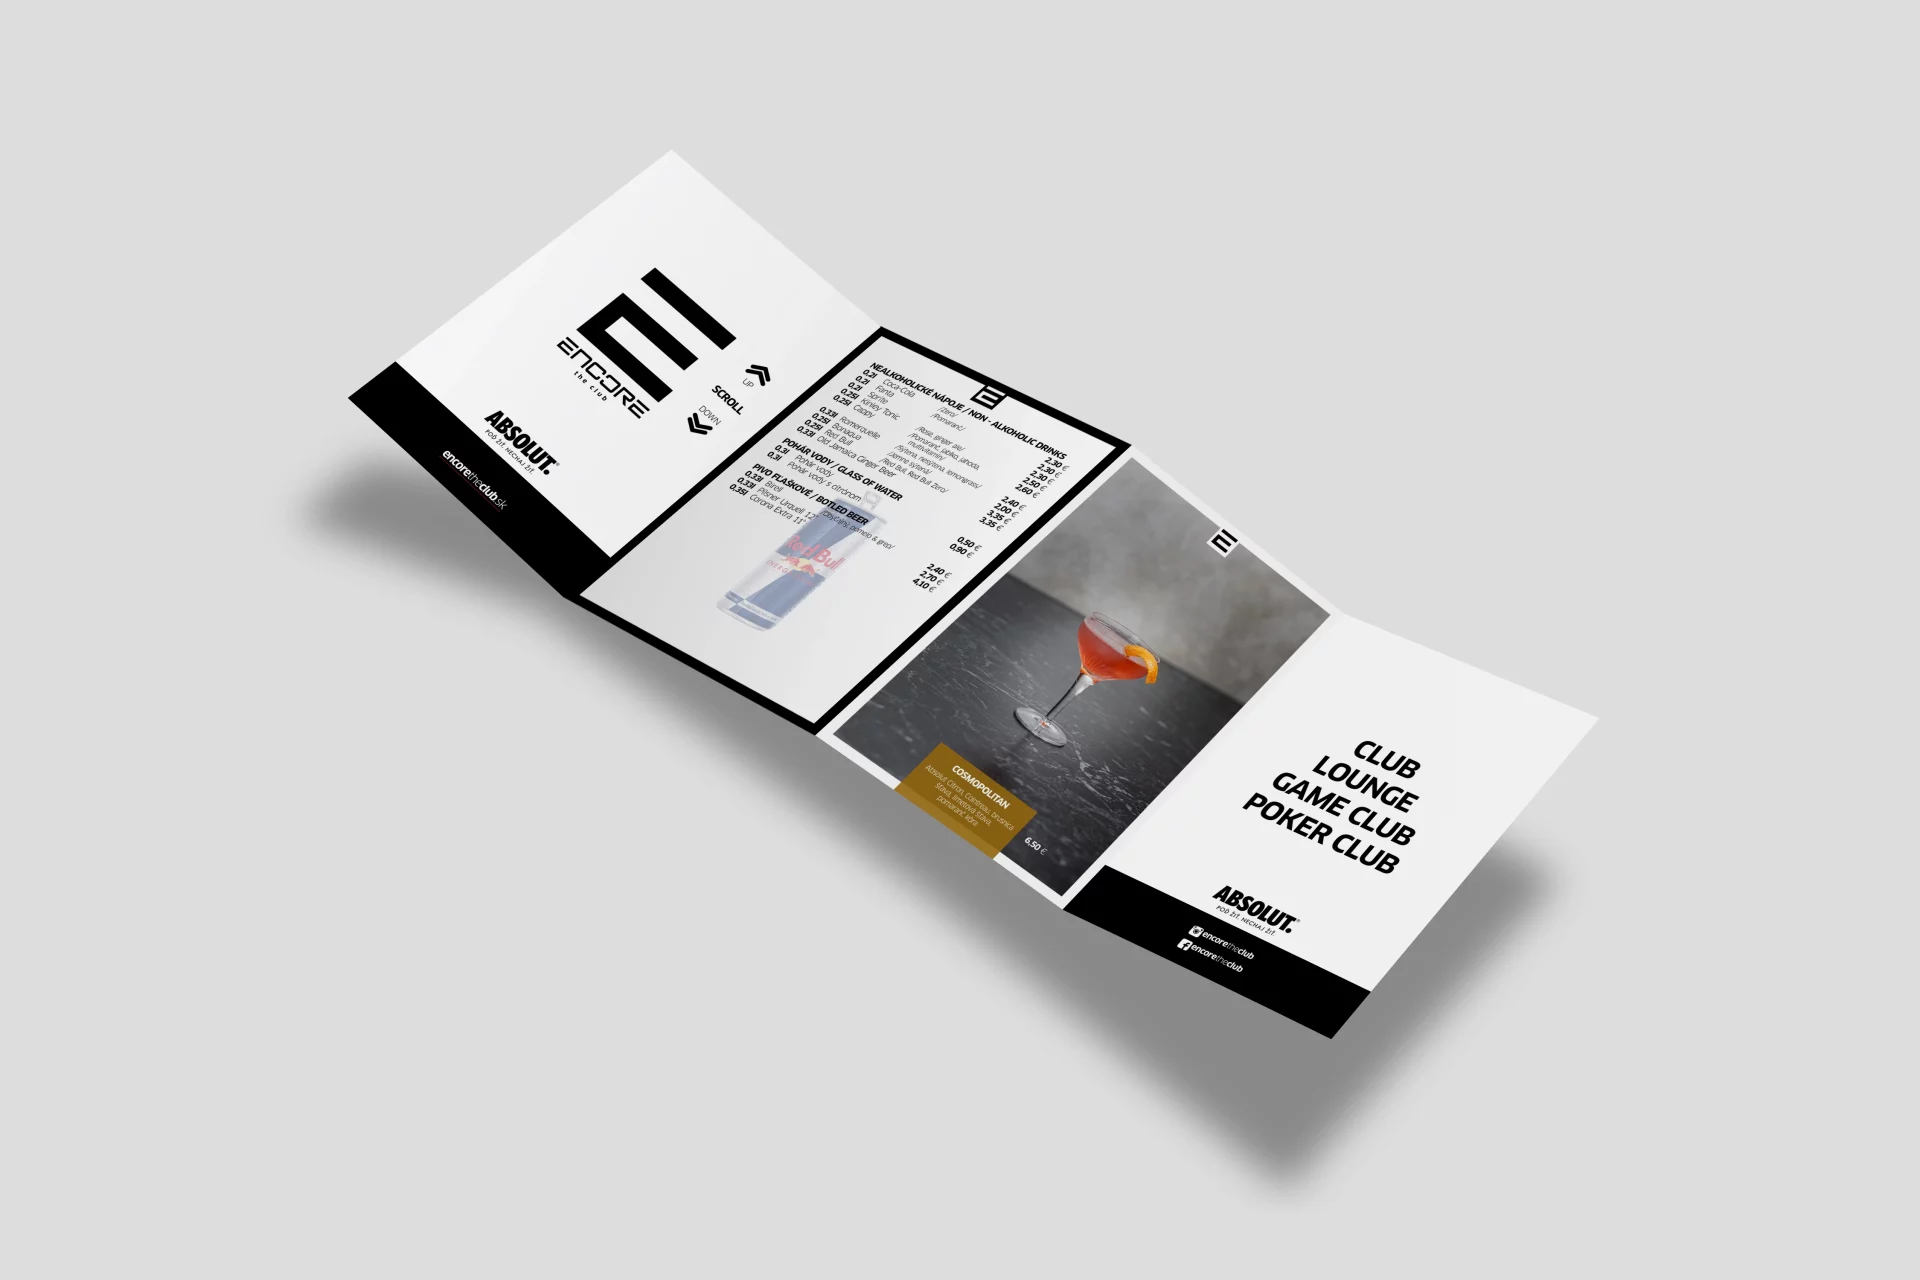 ENCORE
the club
UP
SCROLL
DOWN
ABSOLUT.
POĎ ŽIŤ. NECHAJ ŽIŤ.
encoretheclub.sk
NEALKOHOLICKÉ NÁPOJE / NON - ALKOHOLIC DRINKS
0.2l Coca-Cola /Zero/ 2,30 €
0.2l Fanta /Pomaranč/ 2,30 €
0.2l Sprite 2,30 €
0.25l Kinley Tonic /Rose, ginger ale/ 2,50 €
0.25l Cappy /Pomaranč, jablko, jahoda, multivitamín/ 2,60 €
0.33l Romerquelle /Sýtená, nesýtená, lemongrass/ 2,40 €
0.25l Bonaqua /Jemne sýtená/ 2,00 €
0.25l Red Bull /Red Bull, Red Bull zero/ 3,35 €
0.33l Old Jamaica Ginger Beer 3,35 €
POHÁR VODY / GLASS OF WATER
0.3l Pohár vody 0,50 €
0.3l Pohár vody s citrónom 0,90 €
PIVO FLAŠKOVÉ / BOTLED BEER
0.33l Birell 2,40 €
0.33l Pilsner Urquell 12° 2,70 €
0.35l Corona Extra 11° 4,10 €
Red Bull
COSMOPOLITAN
Absolut Citron, Cointreau, brusnica
šťava, limetová šťava,
pomaranč. kôra
6,50 €
CLUB
LOUNGE
GAME CLUB
POKER CLUB
ABSOLUT.
POĎ ŽIŤ. NECHAJ ŽIŤ.
encoretheclub
encoretheclub